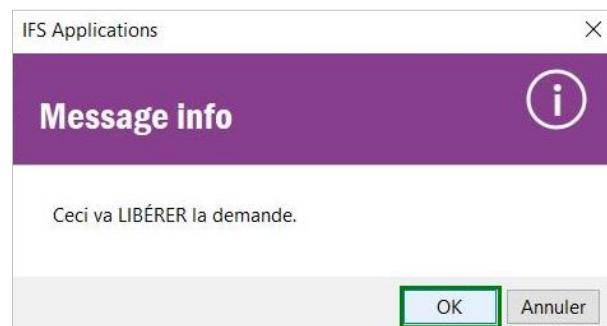 IFS Applications
Message info
Ceci va LIBÉRER la demande.
OK Annuler